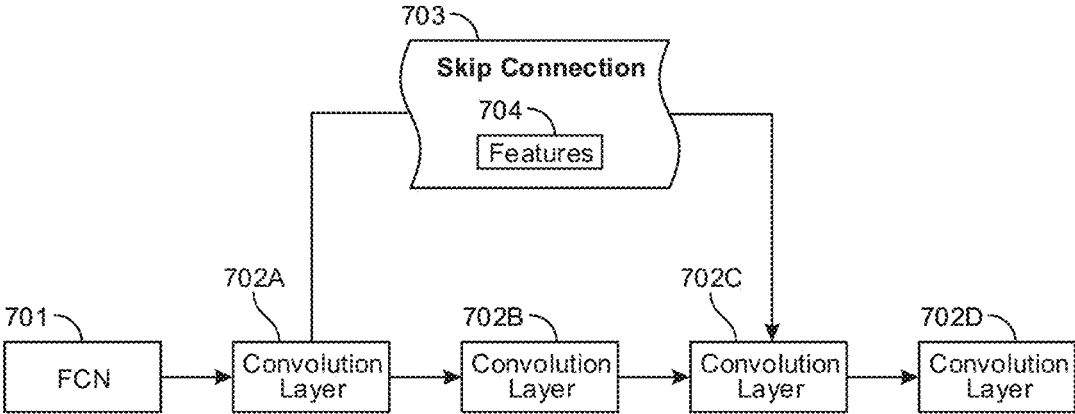 703
Skip Connection
704
Features
702A
702C
701
702B
702D
FCN
Convolution
Layer
Convolution
Layer
Convolution
Layer
Convolution
Layer